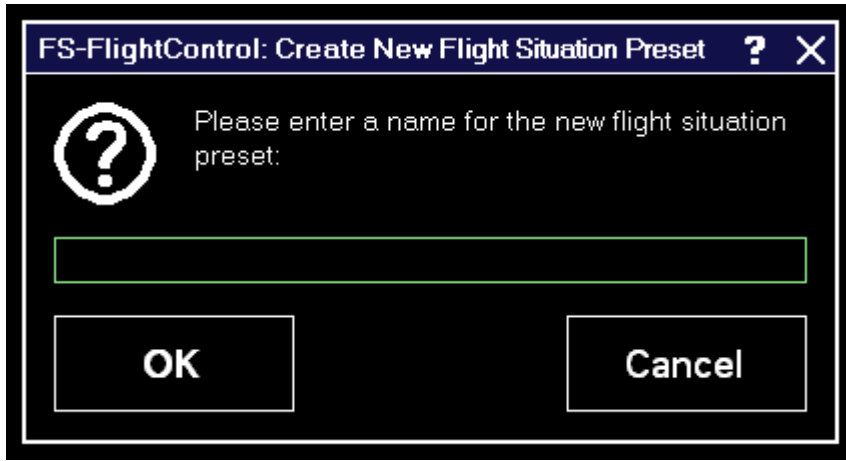 FS-FlightControl: Create New Flight Situation Preset ? X
?
Please enter a name for the new flight situation
preset:
OK
Cancel